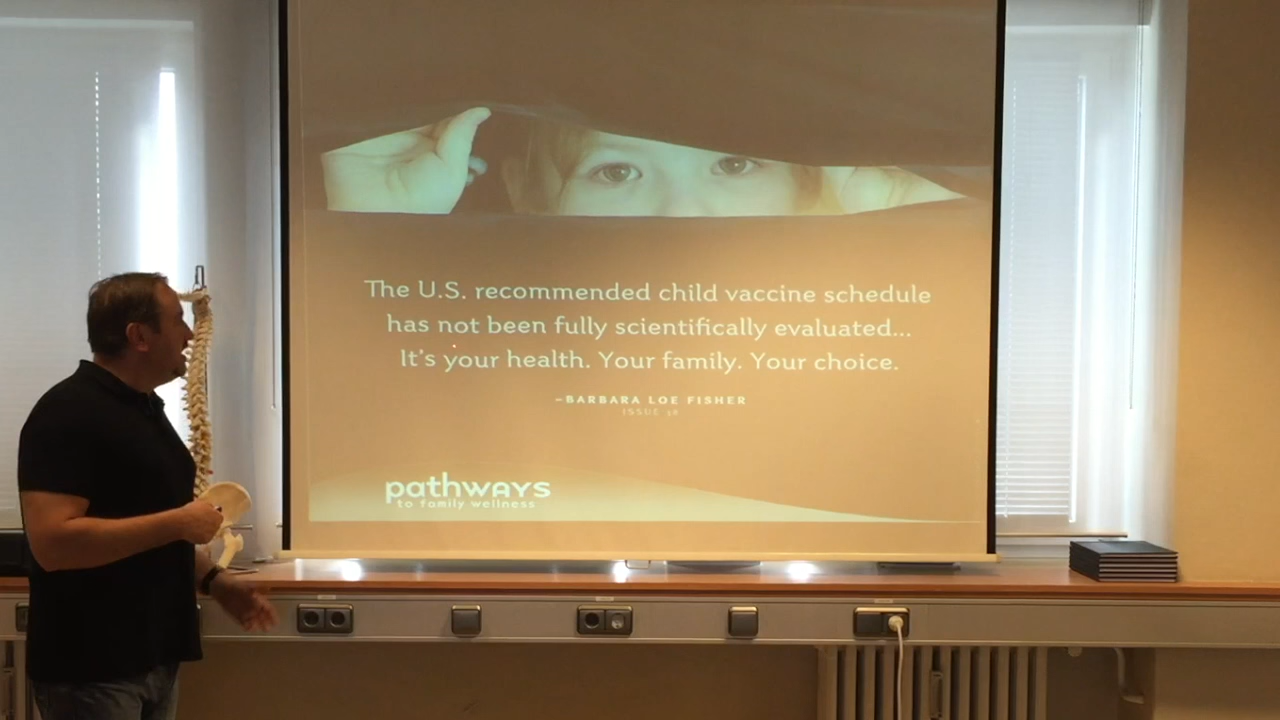 The U.S. recommended child vaccine schedule
has not been fully scientifically evaluated...
It's your health. Your family. Your choice.
–BARBARA LOE FISHER
ISSUE 38
pathways
to family wellness